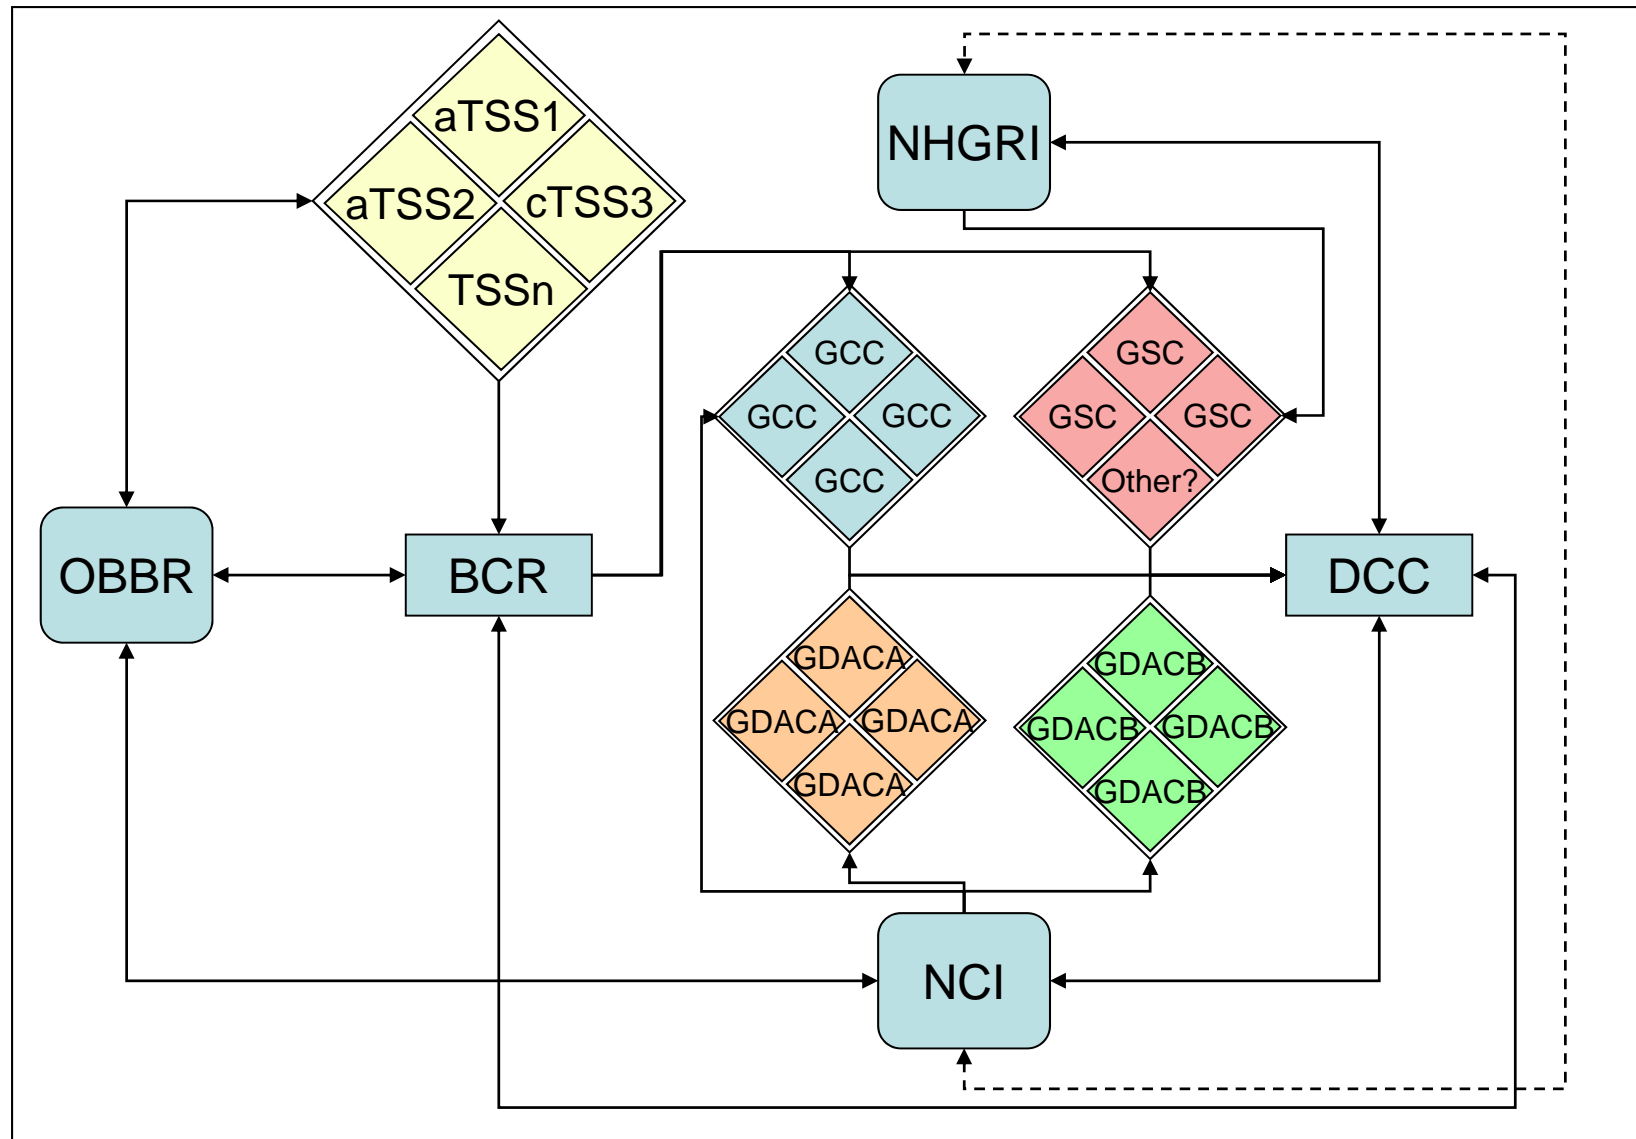 aTSS1
aTSS2
cTSS3
TSSn
NHGRI
GCC
GCC
GCC
GCC
GSC
GSC
GSC
Other?
OBBR
BCR
DCC
GDACA
GDACA
GDACA
GDACA
GDACB
GDACB
GDACB
GDACB
NCI